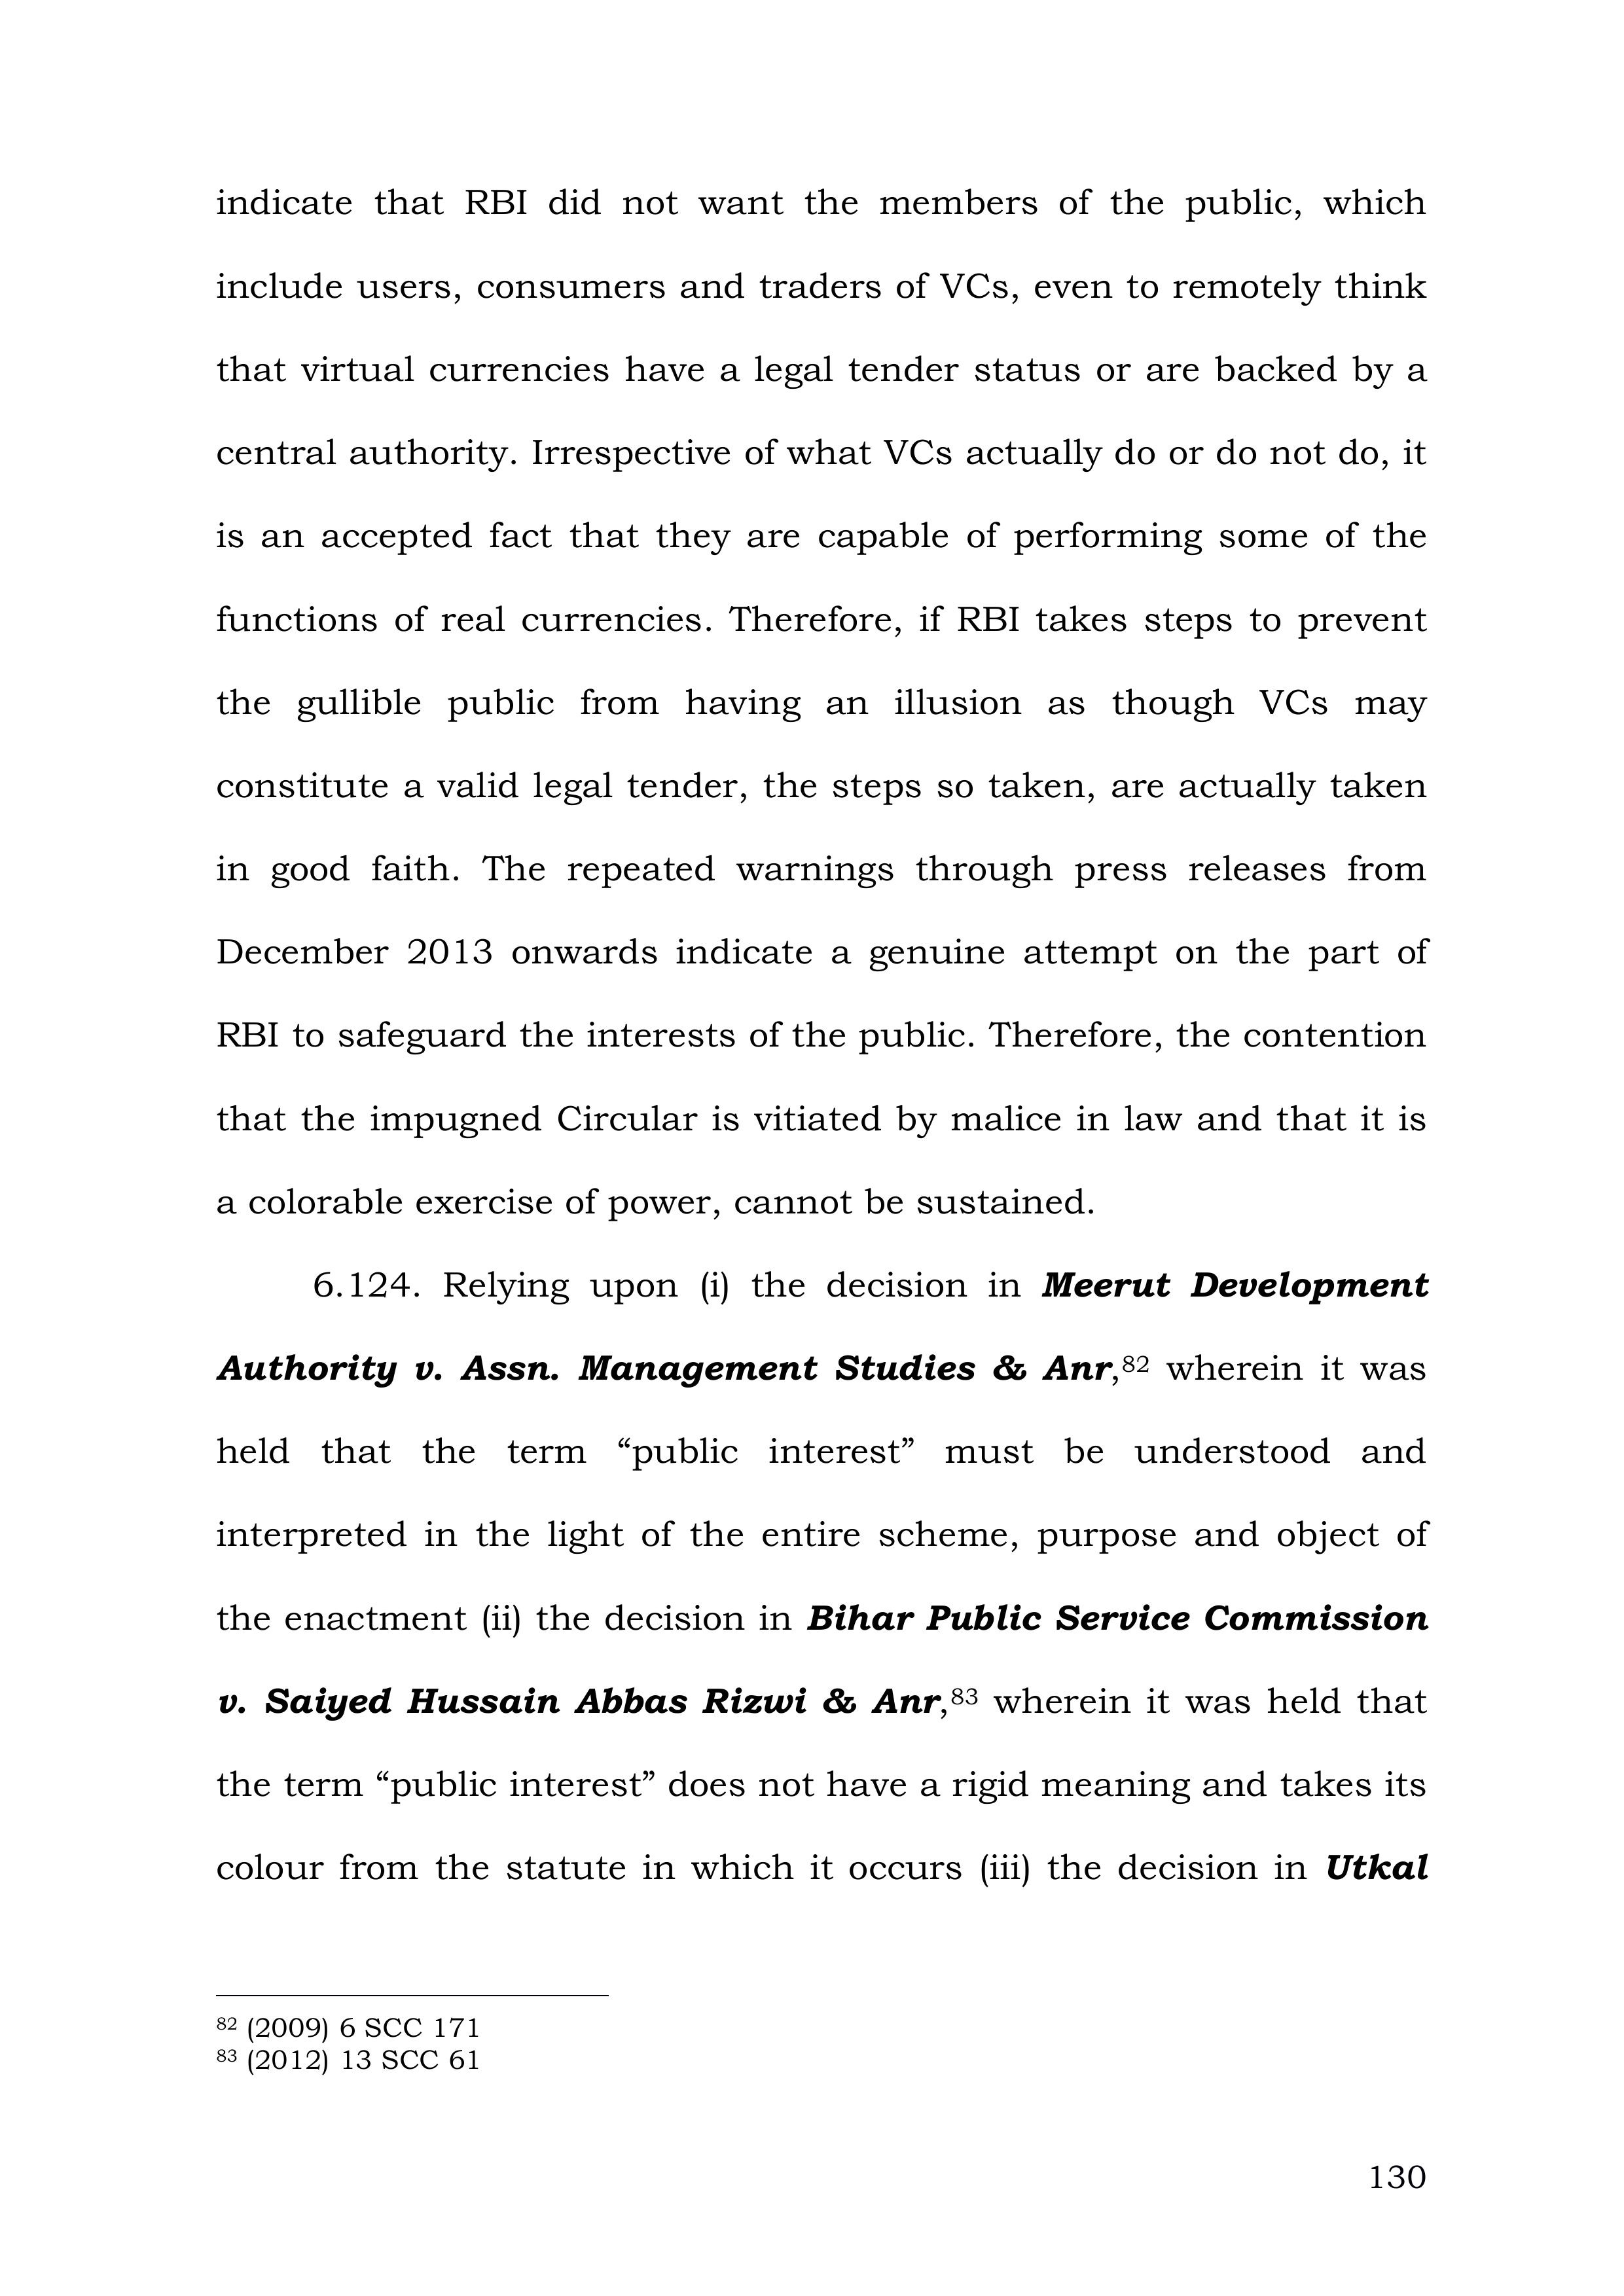 indicate that RBI did not want the members of the public, which
include users, consumers and traders of VCs, even to remotely think
that virtual currencies have a legal tender status or are backed by a
central authority. Irrespective of what VCs actually do or do not do, it
is an accepted fact that they are capable of performing some of the
functions of real currencies. Therefore, if RBI takes steps to prevent
the gullible public from having an illusion as though VCs may
constitute a valid legal tender, the steps so taken, are actually taken
in good faith. The repeated warnings through press releases from
December 2013 onwards indicate a genuine attempt on the part of
RBI to safeguard the interests of the public. Therefore, the contention
that the impugned Circular is vitiated by malice in law and that it is
a colorable exercise of power, cannot be sustained.
6.124. Relying upon (i) the decision in Meerut Development
Authority v. Assn. Management Studies & Anr,82 wherein it was
held that the term “public interest” must be understood and
interpreted in the light of the entire scheme, purpose and object of
the enactment (ii) the decision in Bihar Public Service Commission
v. Saiyed Hussain Abbas Rizwi & Anr,83 wherein it was held that
the term “public interest” does not have a rigid meaning and takes its
colour from the statute in which it occurs (iii) the decision in Utkal
82 (2009) 6 SCC 171
83 (2012) 13 SCC 61
130